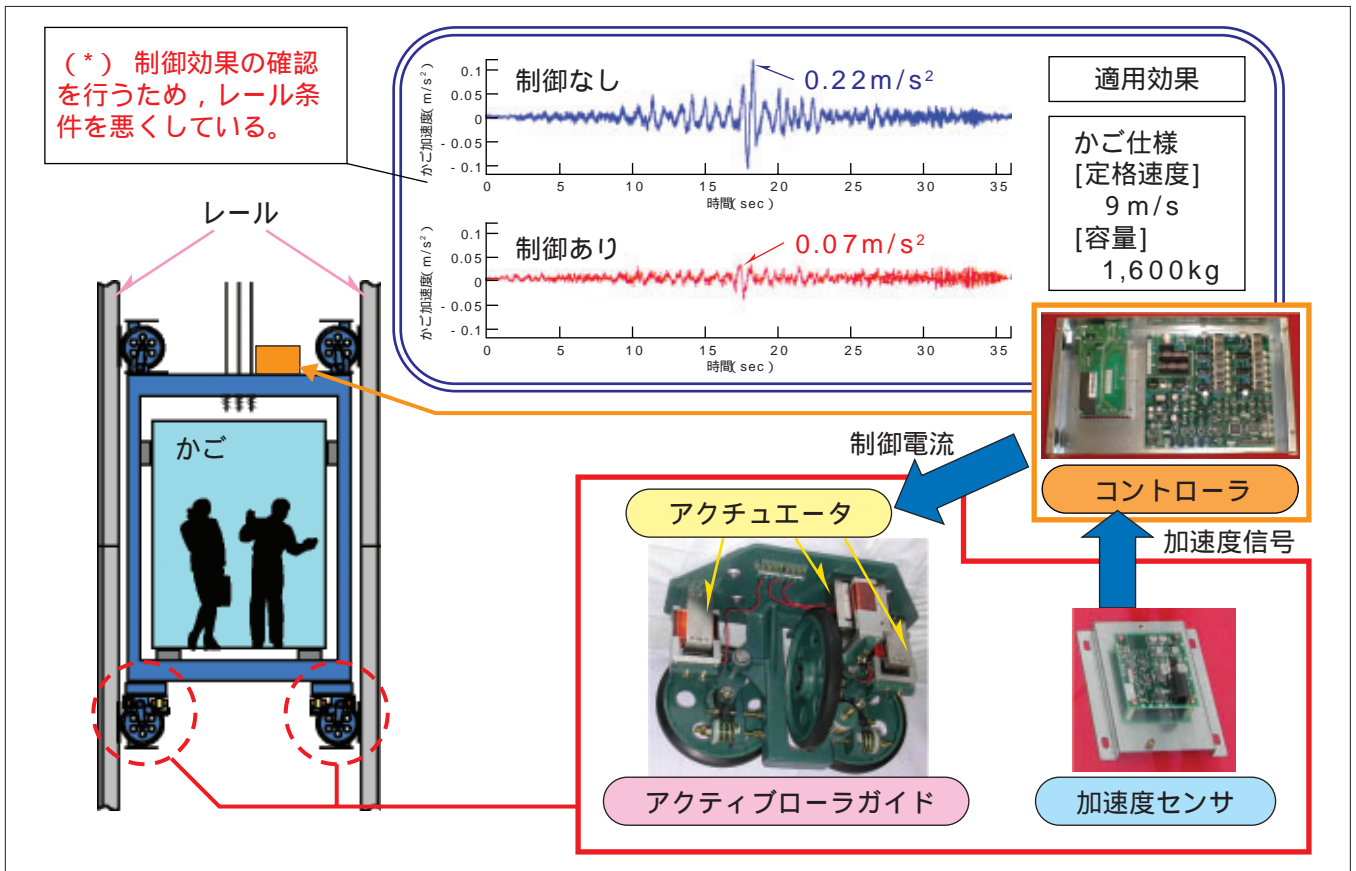 (*) 制御効果の確認
を行うため,レール条
件を悪くしている。
かご加速度(m/s²)
0.1
0.05
0
-0.05
-0.1
制御なし
0.22m/s²
0 5 10 15 20 25 30 35
時間(sec)
かご加速度(m/s²)
0.1
0.05
0
-0.05
-0.1
制御あり
0.07m/s²
0 5 10 15 22 25 30 35
時間(sec)
適用効果
かご仕様
[定格速度]
9m/s
[容量]
1,600kg
レール
かご
制御電流
コントローラ
アクチュエータ
加速度信号
アクティブローラガイド
加速度センサ